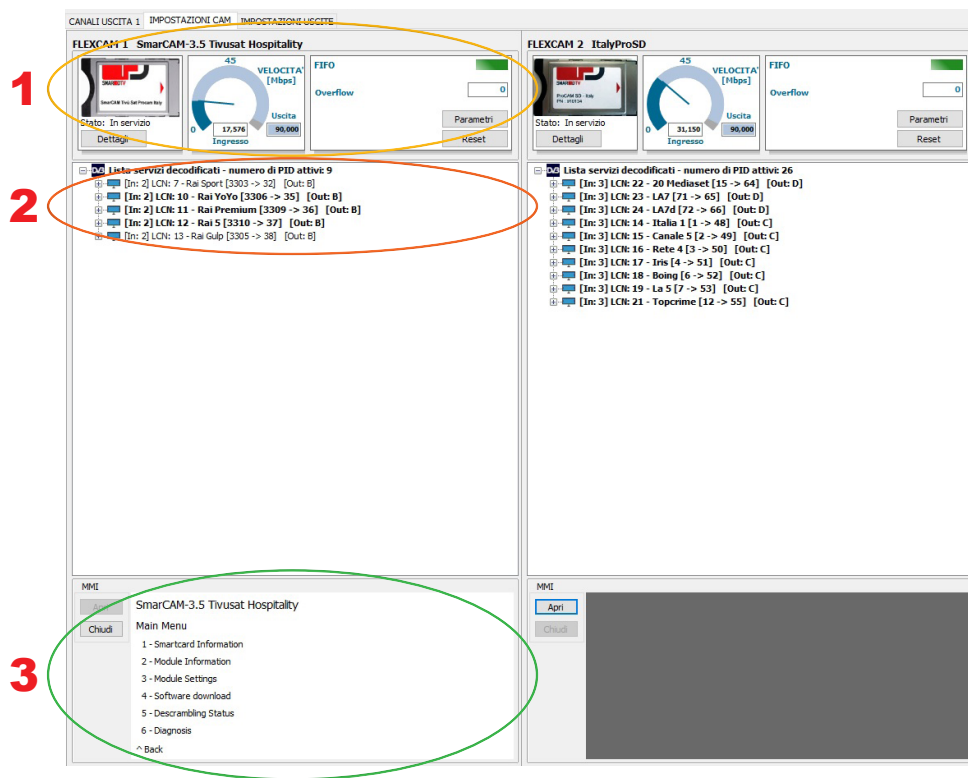 CANALI USCITA 1 IMPOSTAZIONI CAM IMPOSTAZIONI USCITE
FLEXCAM 1 SmarCAM-3.5 Tivusat Hospitality
1
SMARDTV
SmarCAM Tivù Sat Procam Italy
Stato: In servizio
Dettagli
45
VELOCITA'
[Mbps]
Uscita
0 17,576 90,000
Ingresso
FIFO
Overflow 0
Parametri
Reset
2
DVB Lista servizi decodificati - numero di PID attivi: 9
[In: 2] LCN: 7 - Rai Sport [3303 -> 32] [Out: B]
[In: 2] LCN: 10 - Rai YoYo [3306 -> 35] [Out: B]
[In: 2] LCN: 11 - Rai Premium [3309 -> 36] [Out: B]
[In: 2] LCN: 12 - Rai 5 [3310 -> 37] [Out: B]
[In: 2] LCN: 13 - Rai Gulp [3305 -> 38] [Out: B]
3
MMI
Apri
Chiudi
SmarCAM-3.5 Tivusat Hospitality
Main Menu
1 - Smartcard Information
2 - Module Information
3 - Module Settings
4 - Software download
5 - Descrambling Status
6 - Diagnosis
^ Back
FLEXCAM 2 ItalyProSD
SMARDTV
ProCAM SD - Italy
Stato: In servizio
Dettagli
45
VELOCITA'
[Mbps]
Uscita
0 31,150 90,000
Ingresso
FIFO
Overflow 0
Parametri
Reset
DVB Lista servizi decodificati - numero di PID attivi: 26
[In: 3] LCN: 22 - 20 Mediaset [15 -> 64] [Out: D]
[In: 3] LCN: 23 - LA7 [71 -> 65] [Out: D]
[In: 3] LCN: 24 - LA7d [72 -> 66] [Out: D]
[In: 3] LCN: 14 - Italia 1 [1 -> 48] [Out: C]
[In: 3] LCN: 15 - Canale 5 [2 -> 49] [Out: C]
[In: 3] LCN: 16 - Rete 4 [3 -> 50] [Out: C]
[In: 3] LCN: 17 - Iris [4 -> 51] [Out: C]
[In: 3] LCN: 18 - Boing [6 -> 52] [Out: C]
[In: 3] LCN: 19 - La 5 [7 -> 53] [Out: C]
[In: 3] LCN: 21 - Topcrime [12 -> 55] [Out: C]
MMI
Apri
Chiudi